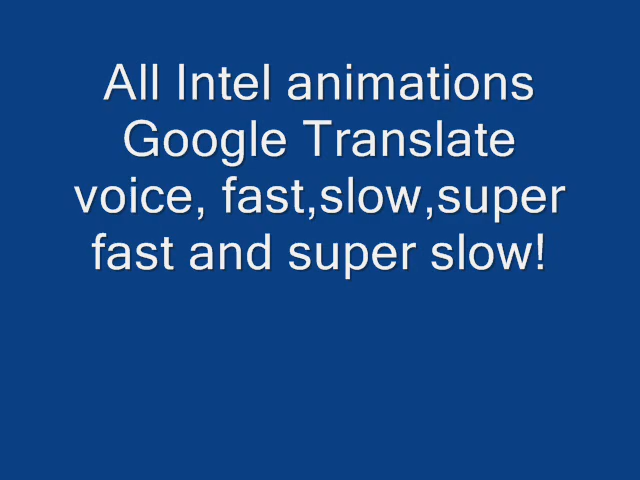 All Intel animations
Google Translate
voice, fast,slow,super
fast and super slow!